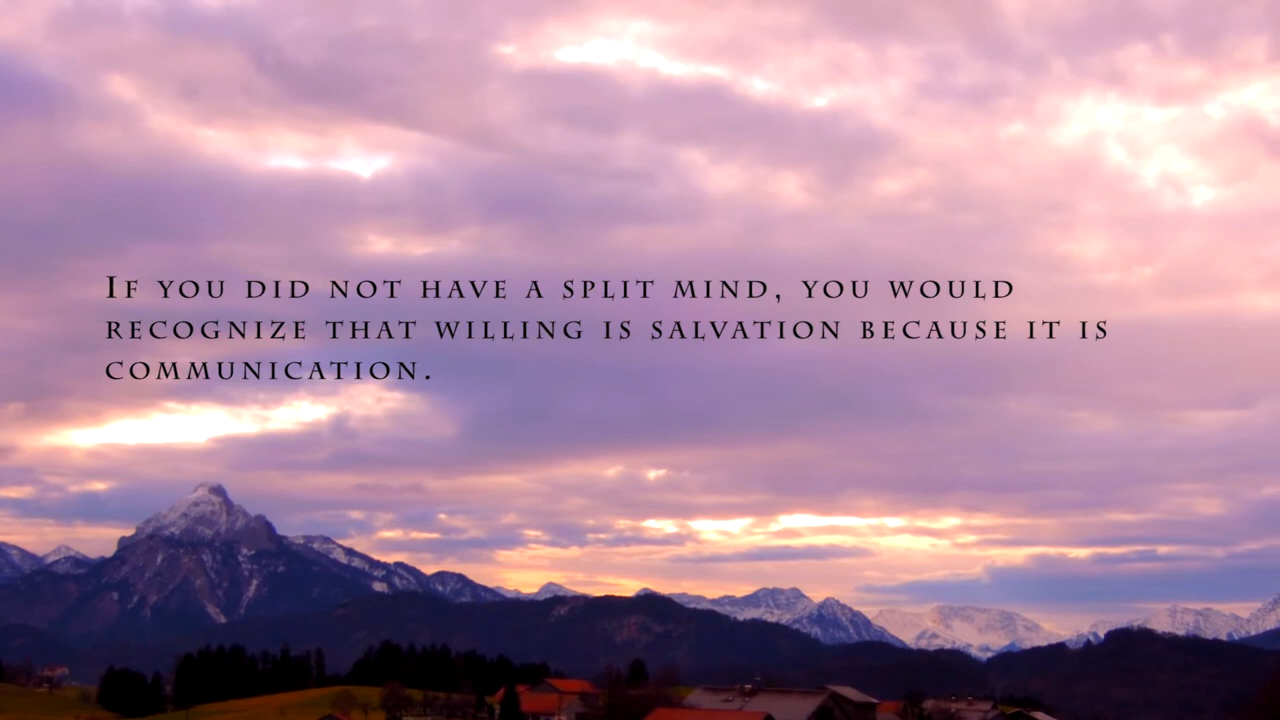 If you did not have a split mind, you would
recognize that willing is salvation because it is
communication.